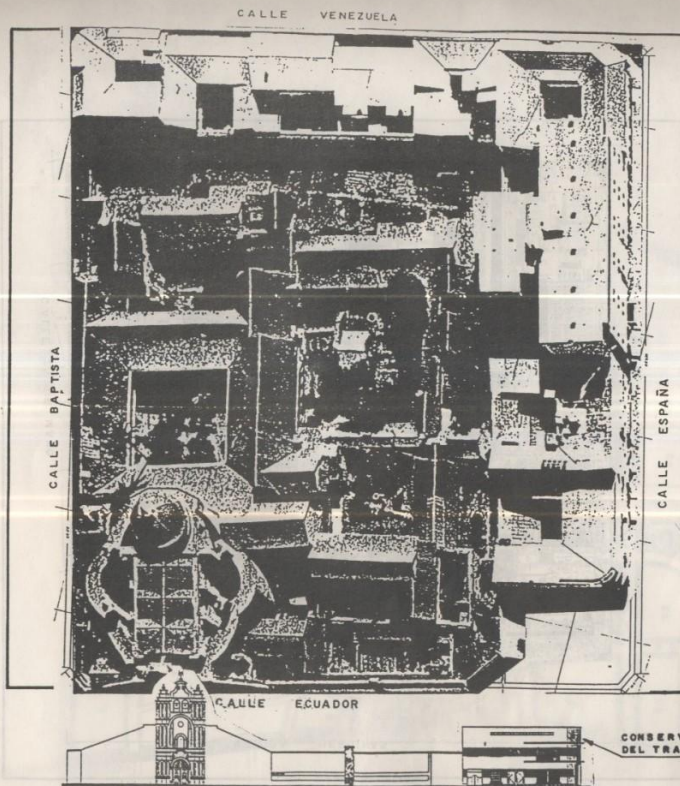 CALLE VENEZUELA
CALLE BAPTISTA
CALLE ESPAÑA
CALLE ECUADOR
CONSERV
DEL TRA